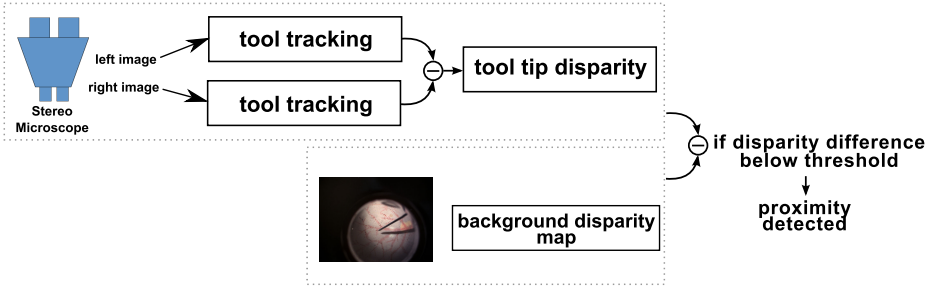 left image
right image
Stereo
Microscope
tool tracking
tool tracking
tool tip disparity
background disparity
map
if disparity difference
below threshold
proximity
detected